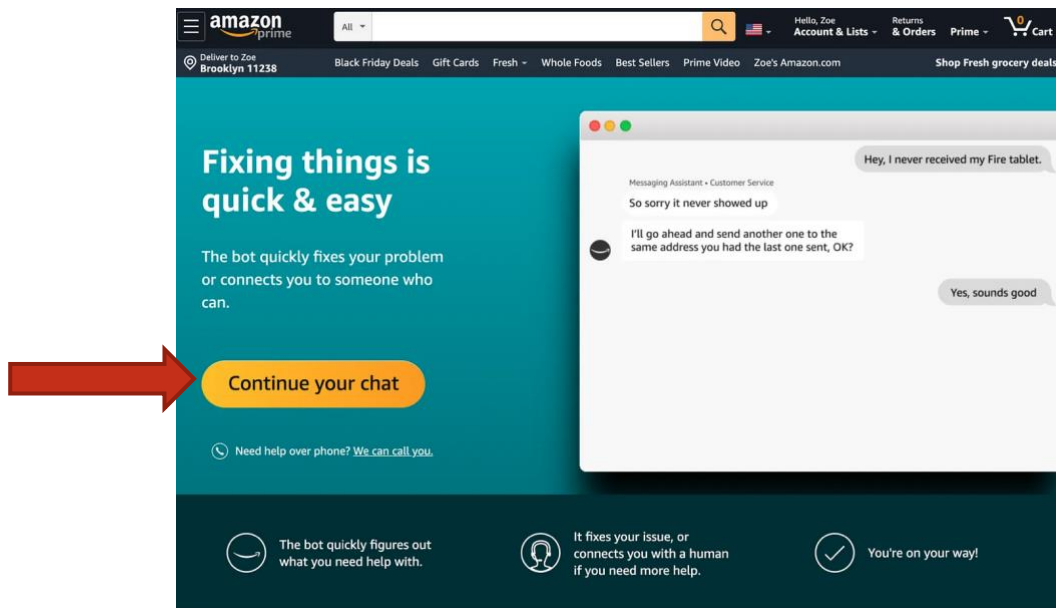 amazon
prime
All
Hello, Zoe
Account & Lists
Returns
& Orders
Prime
0
Cart
Deliver to Zoe
Brooklyn 11238
Black Friday Deals
Gift Cards
Fresh
Whole Foods
Best Sellers
Prime Video
Zoe's Amazon.com
Shop Fresh grocery deals
Fixing things is
quick & easy
The bot quickly fixes your problem
or connects you to someone who
can.
Continue your chat
Need help over phone? We can call you.
Hey, I never received my Fire tablet.
Messaging Assistant • Customer Service
So sorry it never showed up
I'll go ahead and send another one to the
same address you had the last one sent, OK?
Yes, sounds good
The bot quickly figures out
what you need help with.
It fixes your issue, or
connects you with a human
if you need more help.
You're on your way!